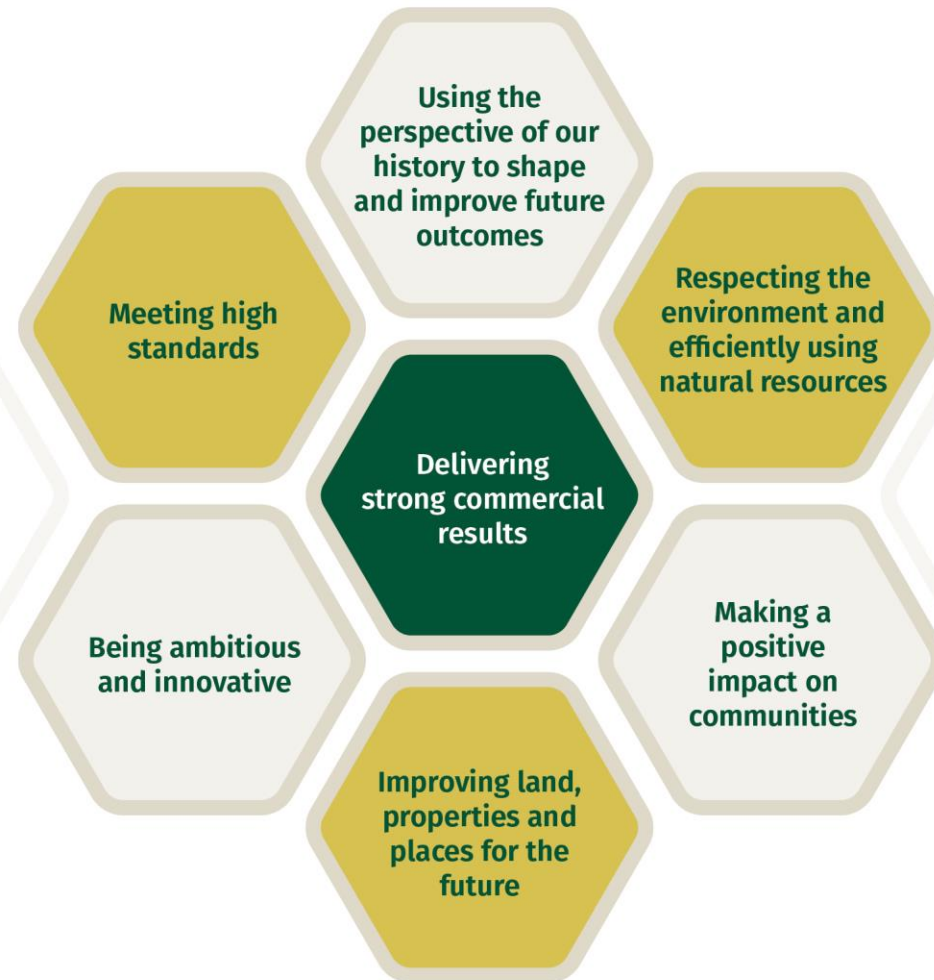 Using the
perspective of our
history to shape
and improve future
outcomes
Meeting high
standards
Respecting the
environment and
efficiently using
natural resources
Delivering
strong commercial
results
Being ambitious
and innovative
Making a
positive
impact on
communities
Improving land,
properties and
places for the
future